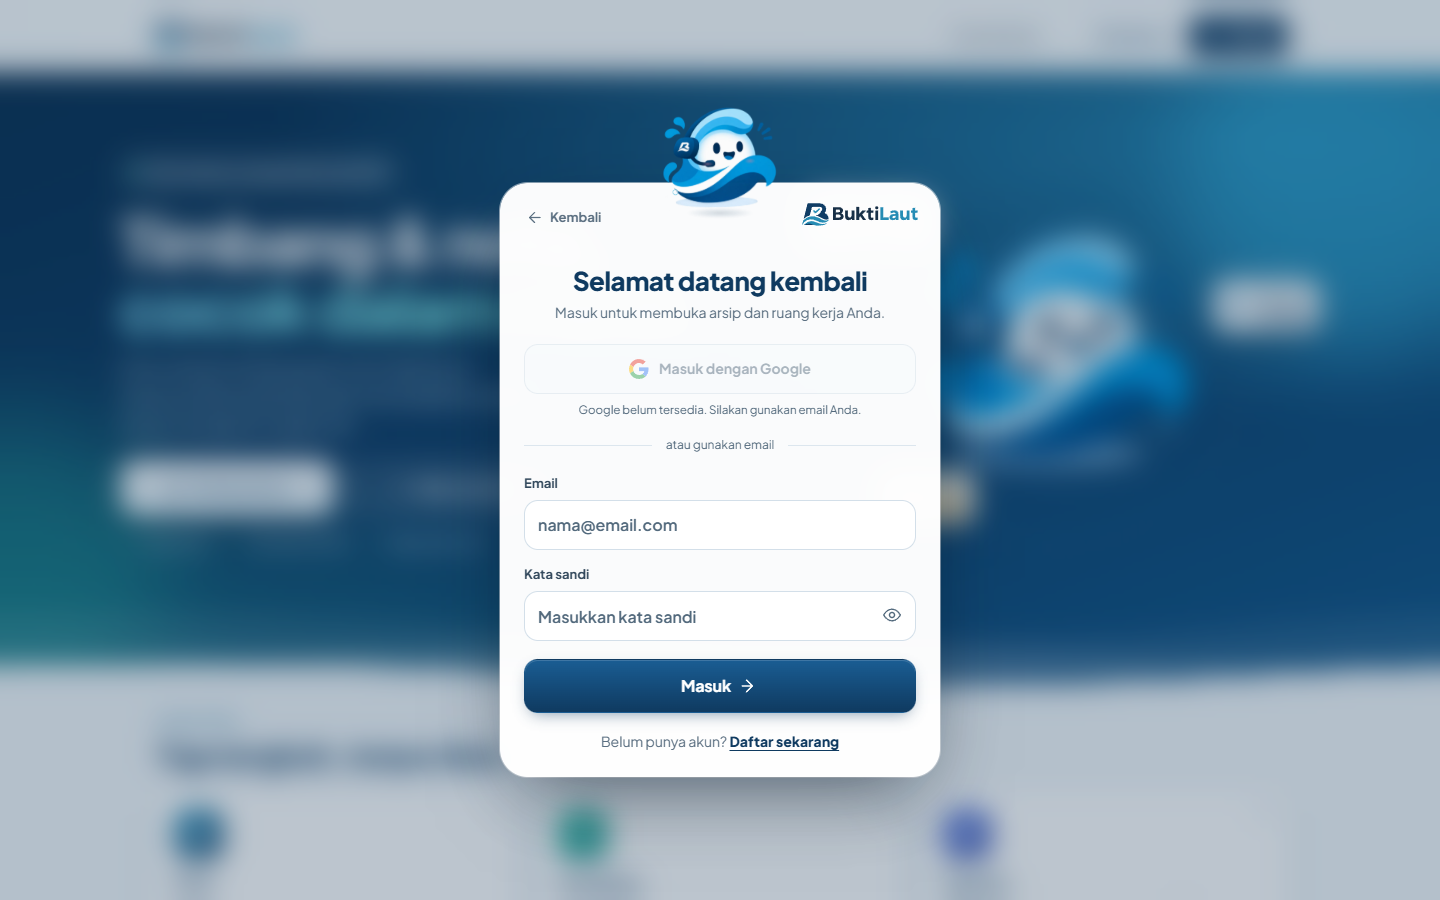 Kembali
BuktiLaut
Selamat datang kembali
Masuk untuk membuka arsip dan ruang kerja Anda.
Masuk dengan Google
Google belum tersedia. Silakan gunakan email Anda.
atau gunakan email
Email
nama@email.com
Kata sandi
Masukkan kata sandi
Masuk
Belum punya akun? Daftar sekarang